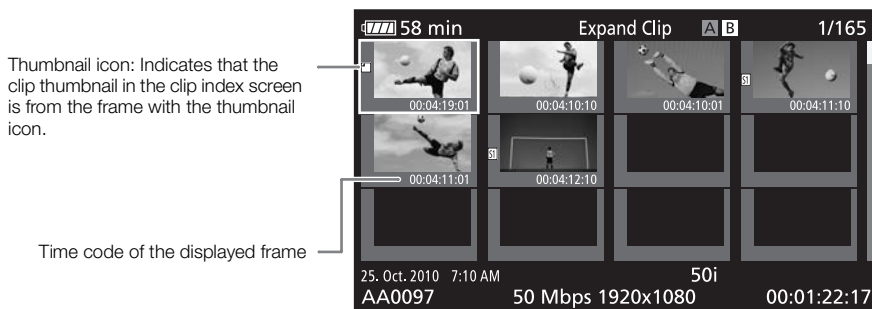 58 min Expand Clip A B 1/165
Thumbnail icon: Indicates that the
clip thumbnail in the clip index screen
is from the frame with the thumbnail
icon.
00:04:19:01 00:04:10:10 00:04:10:01 00:04:11:10
S1
S1
00:04:11:01 00:04:12:10
Time code of the displayed frame
25. Oct. 2010 7:10 AM 50i
AA0097 50 Mbps 1920x1080 00:01:22:17